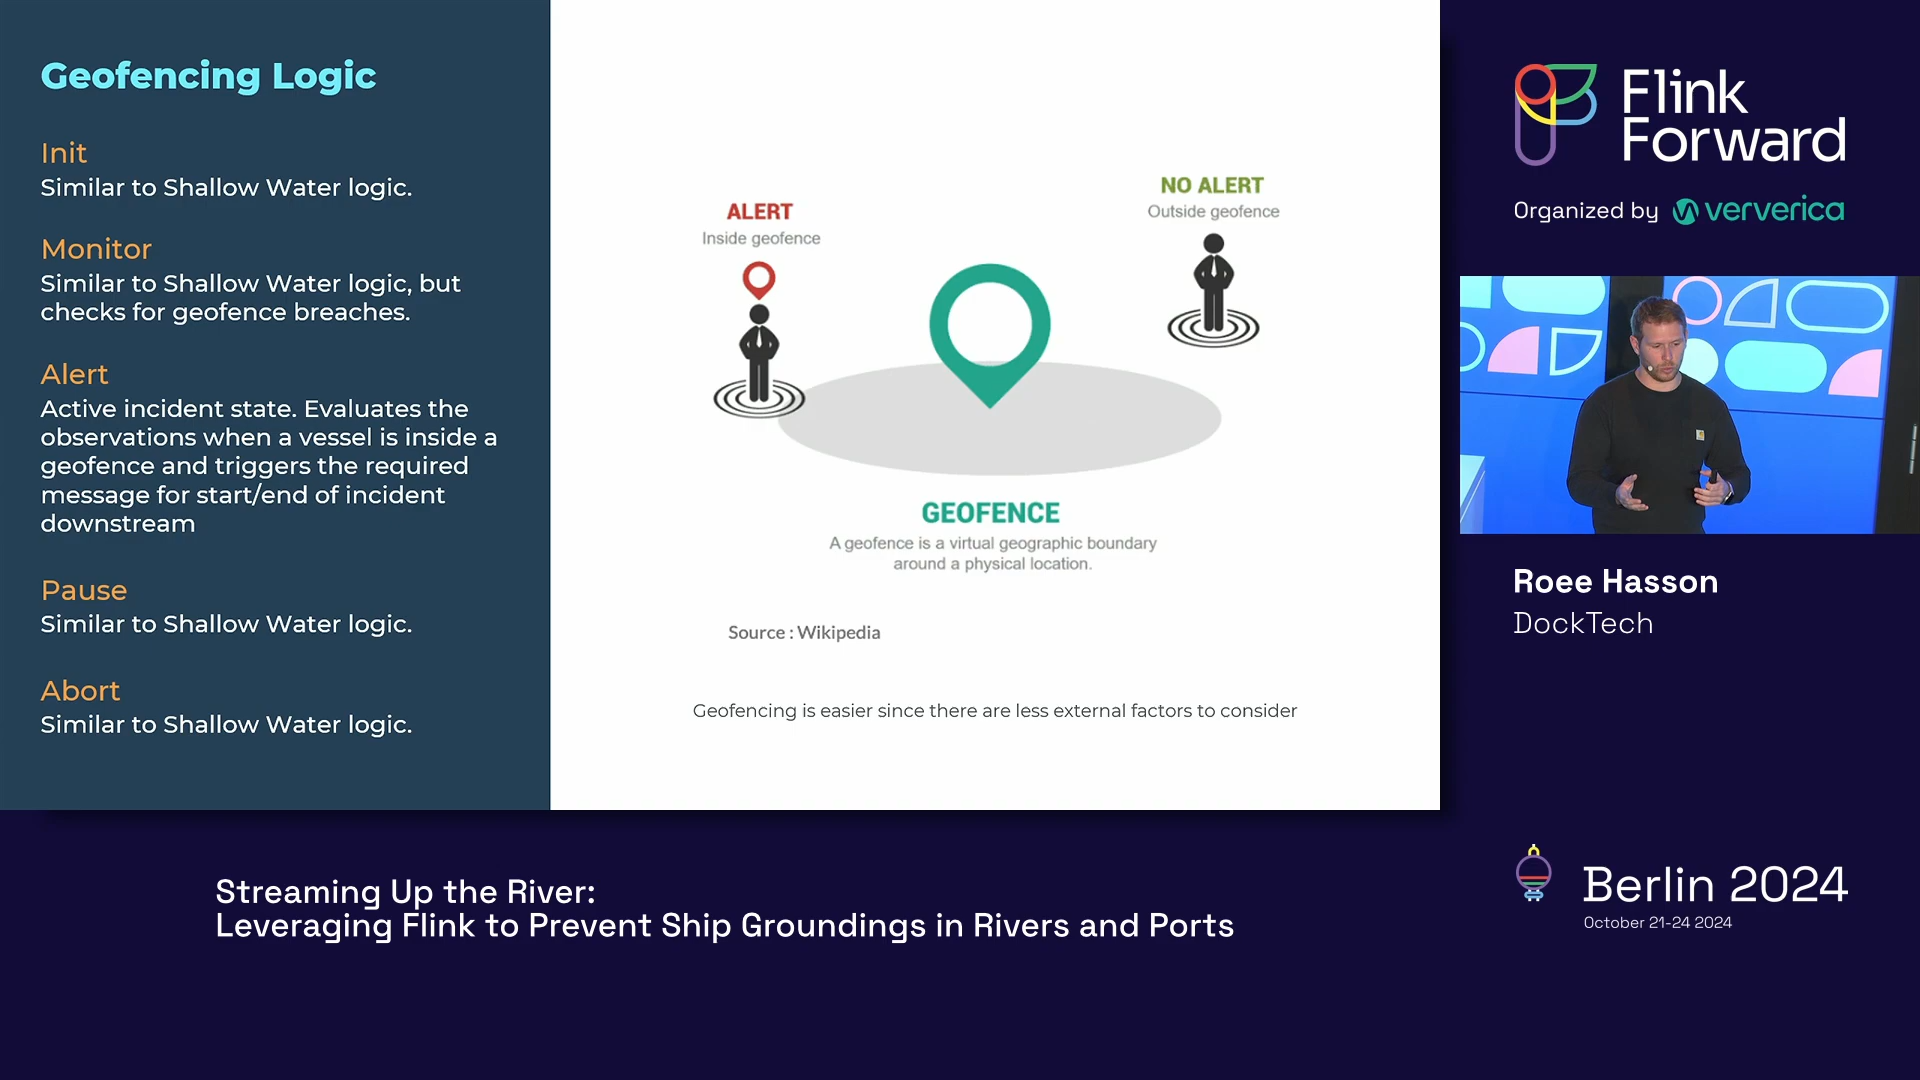 Geofencing Logic
Init
Similar to Shallow Water logic.
Monitor
Similar to Shallow Water logic, but
checks for geofence breaches.
Alert
Active incident state. Evaluates the
observations when a vessel is inside a
geofence and triggers the required
message for start/end of incident
downstream
Pause
Similar to Shallow Water logic.
Abort
Similar to Shallow Water logic.
ALERT
Inside geofence
NO ALERT
Outside geofence
GEOFENCE
A geofence is a virtual geographic boundary
around a physical location.
Source : Wikipedia
Geofencing is easier since there are less external factors to consider
Flink
Forward
Organized by ververica
Roee Hasson
DockTech
Streaming Up the River:
Leveraging Flink to Prevent Ship Groundings in Rivers and Ports
Berlin 2024
October 21-24 2024